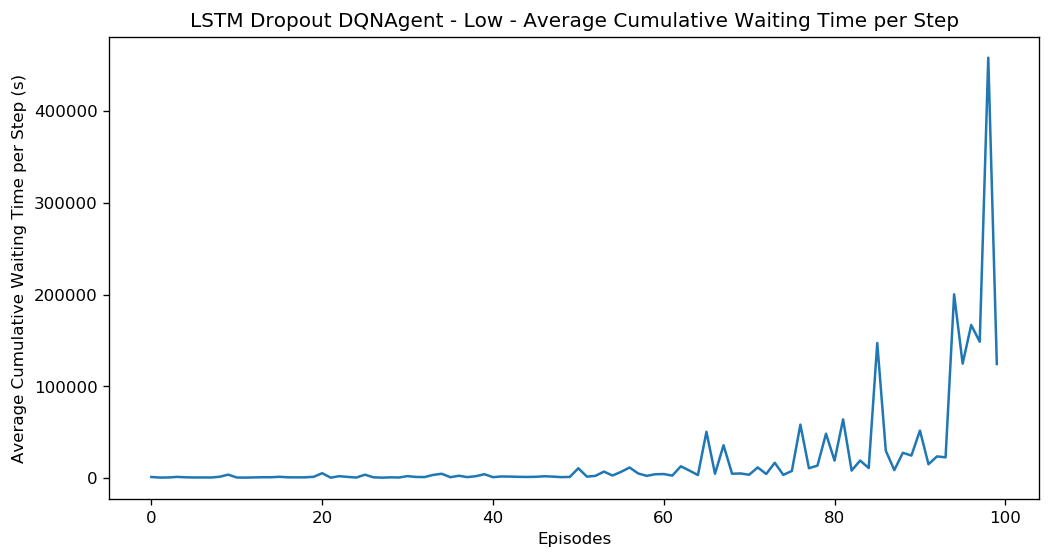 LSTM Dropout DQNAgent - Low - Average Cumulative Waiting Time per Step
Average Cumulative Waiting Time per Step (s)
400000
300000
200000
100000
0
0 20 40 60 80 100
Episodes